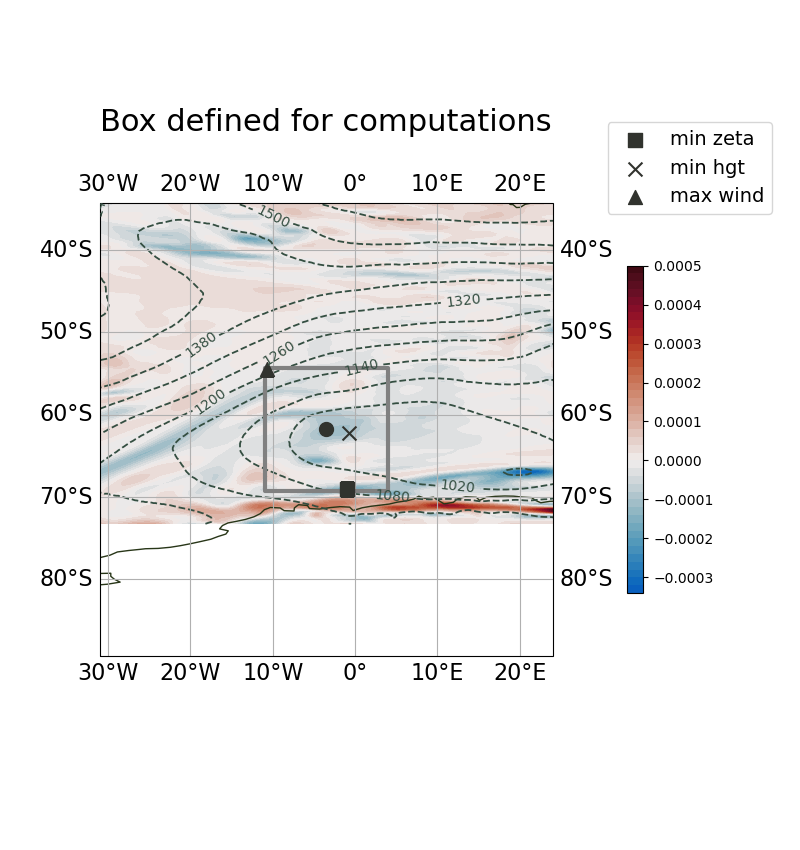 Box defined for computations
min zeta
min hgt
max wind
30°W 20°W 10°W 0° 10°E 20°E
1500
40°S 40°S
1320
50°S 50°S
1380
1260
1140
1200
60°S 60°S
1020
1080
70°S 70°S
80°S 80°S
30°W 20°W 10°W 0° 10°E 20°E
0.0005
0.0004
0.0003
0.0002
0.0001
0.0000
−0.0001
−0.0002
−0.0003